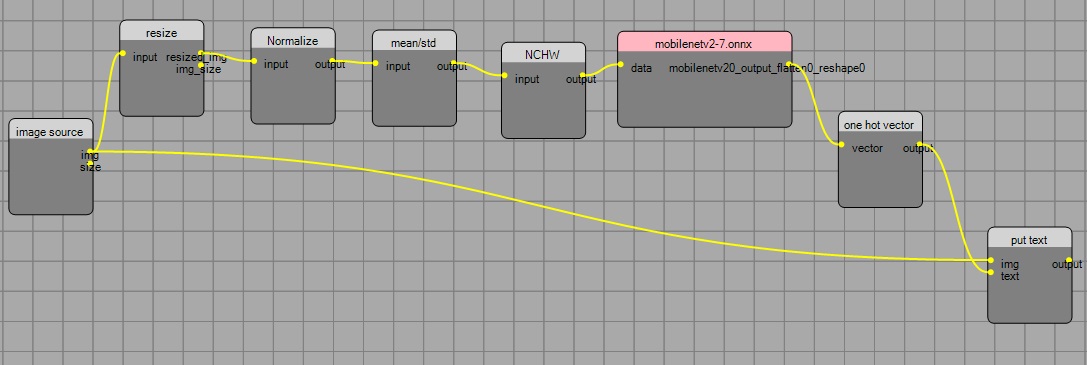 resize
input resized_img
img_size
Normalize
input output
mean/std
input output
NCHW
input output
mobilenetv2-7.onnx
data mobilenetv20_output_flatten0_reshape0
image source
img
size
one hot vector
vector output
put text
img output
text